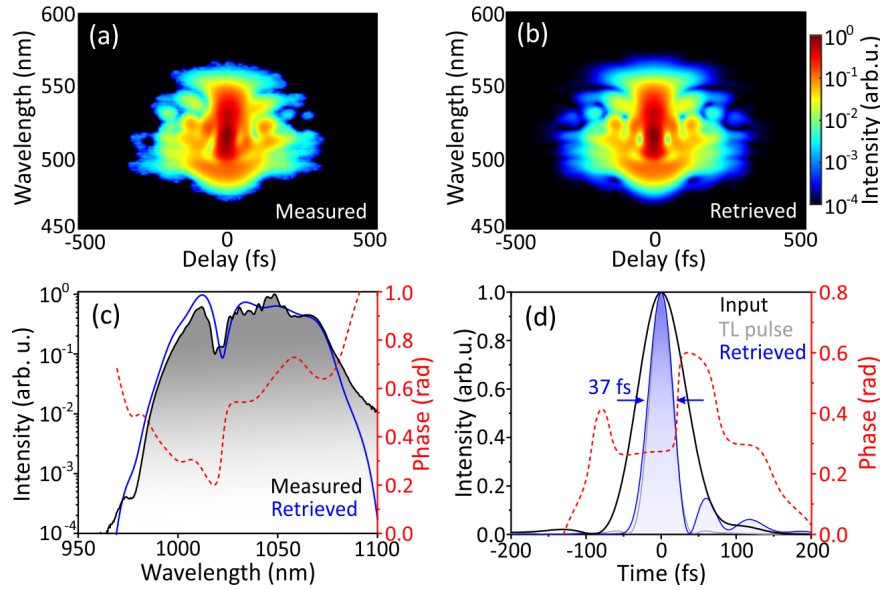 600
(a)
550
500
450
Wavelength (nm)
Measured
-500
0
500
Delay (fs)
600
(b)
550
500
450
Wavelength (nm)
Retrieved
-500
0
500
Delay (fs)
10^0
10^-1
10^-2
10^-3
10^-4
Intensity (arb.u.)
(c)
10^0
10^-1
10^-2
10^-3
10^-4
Intensity (arb. u.)
Measured
Retrieved
1.0
0.8
0.6
0.4
0.2
0.0
Phase (rad)
950
1000
1050
1100
Wavelength (nm)
(d)
1.0
0.8
0.6
0.4
0.2
0.0
Intensity (arb.u.)
Input
TL pulse
Retrieved
37 fs
0.8
0.6
0.4
0.2
0.0
Phase (rad)
-200
-100
0
100
200
Time (fs)